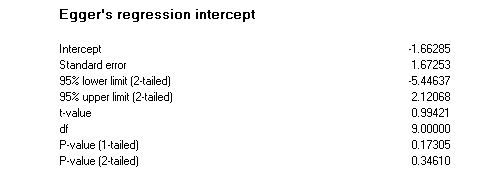 Egger's regression intercept
Intercept -1.66285
Standard error 1.67253
95% lower limit (2-tailed) -5.44637
95% upper limit (2-tailed) 2.12068
t-value 0.99421
df 9.00000
P-value (1-tailed) 0.17305
P-value (2-tailed) 0.34610